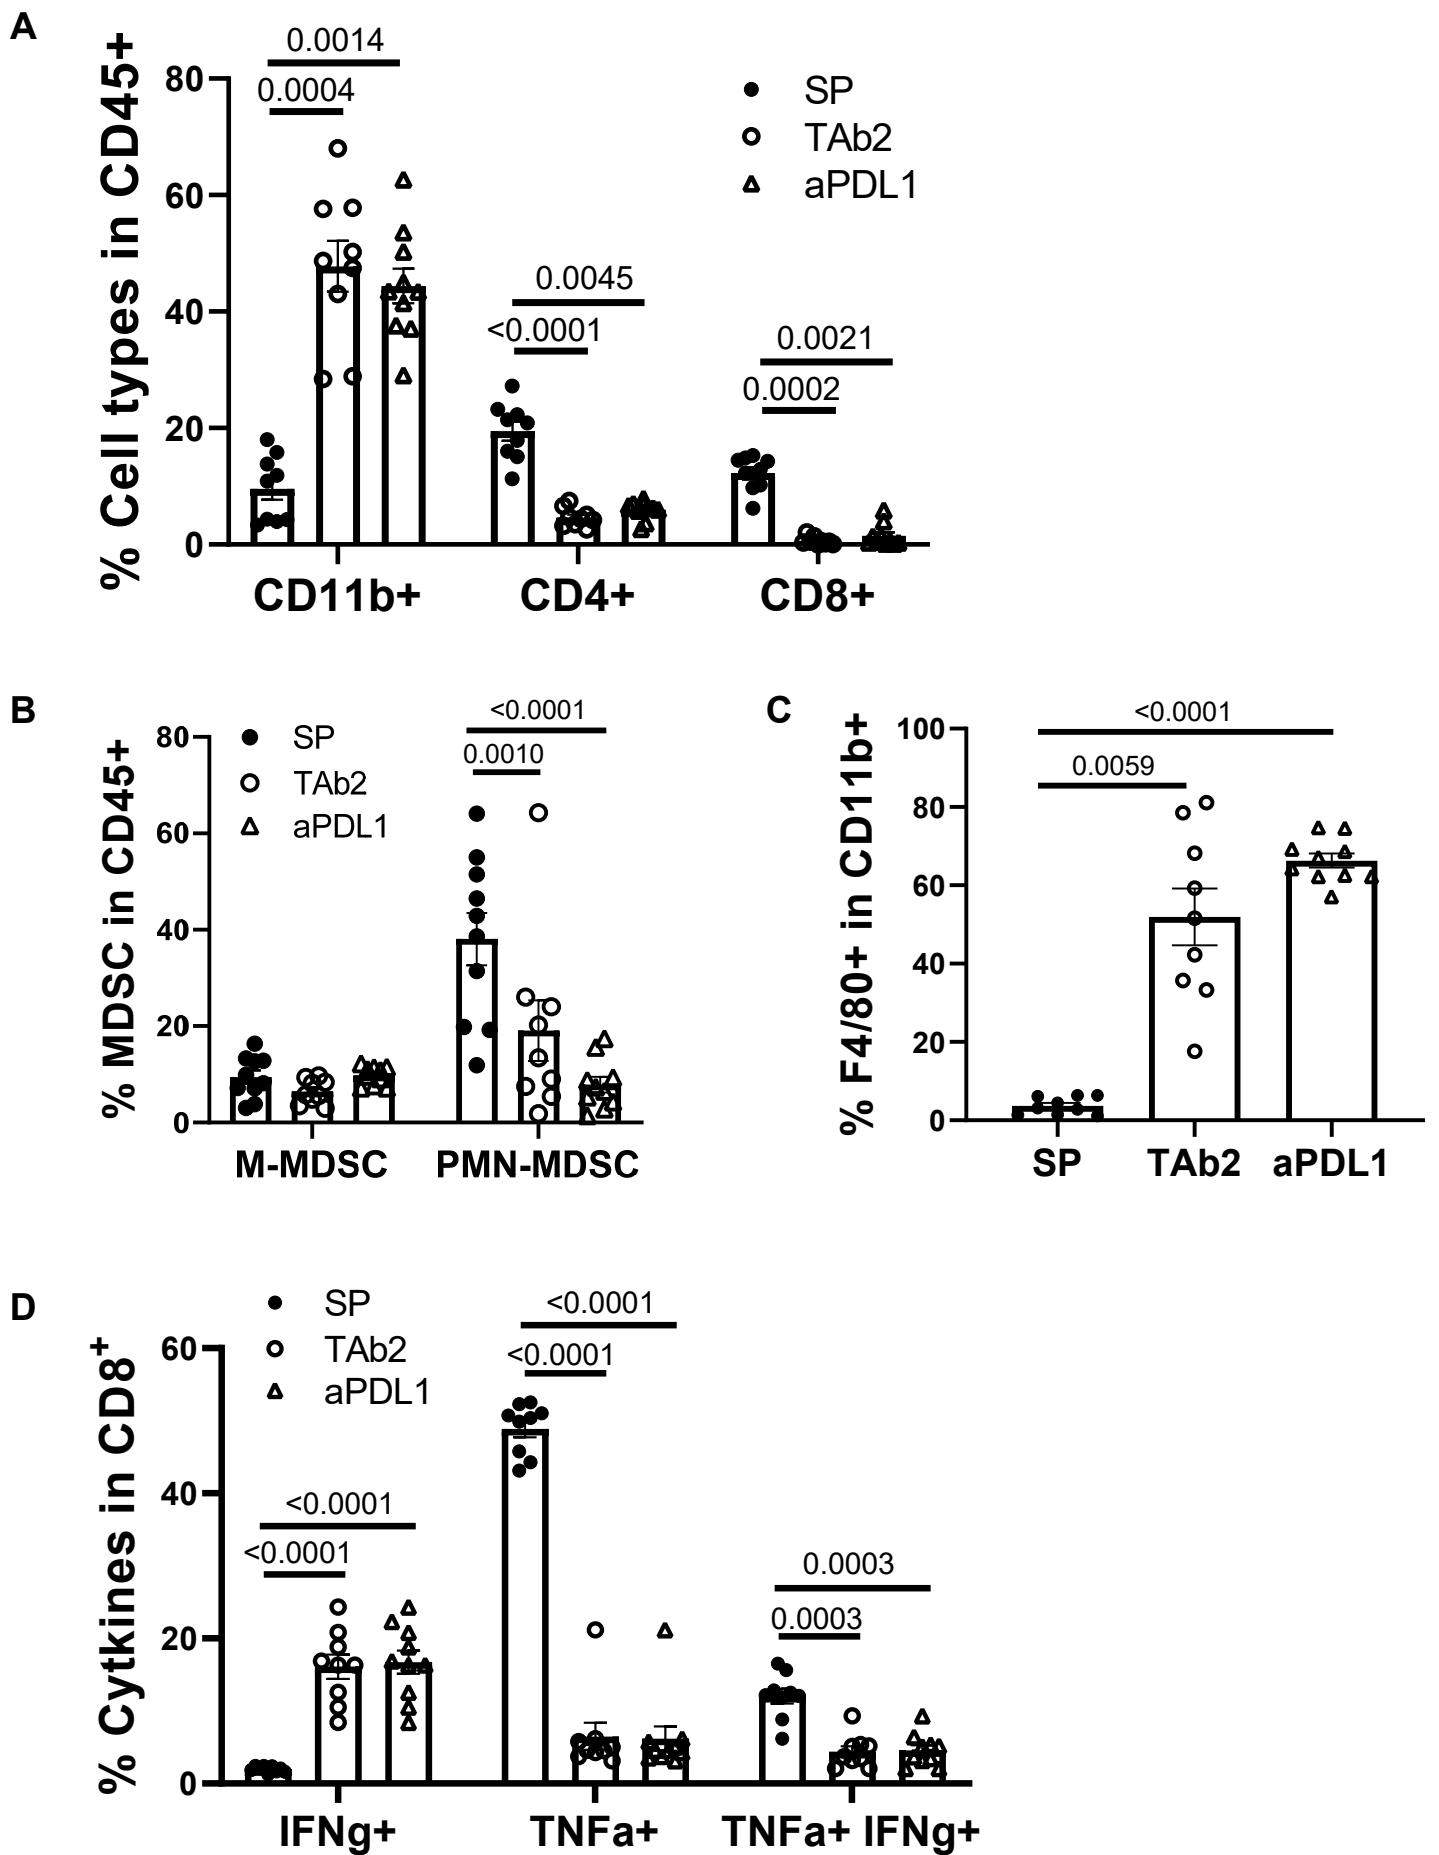 A
% Cell types in CD45+
80
60
40
20
0
0.0014
0.0004
0.0045
<0.0001
0.0021
0.0002
SP
TAb2
aPDL1
CD11b+
CD4+
CD8+
B
% MDSC in CD45+
80
60
40
20
0
SP
TAb2
aPDL1
<0.0001
0.0010
M-MDSC
PMN-MDSC
C
% F4/80+ in CD11b+
100
80
60
40
20
0
<0.0001
0.0059
SP
TAb2
aPDL1
D
% Cytkines in CD8+
60
40
20
0
SP
TAb2
aPDL1
<0.0001
<0.0001
<0.0001
<0.0001
0.0003
0.0003
IFNg+
TNFa+
TNFa+ IFNg+